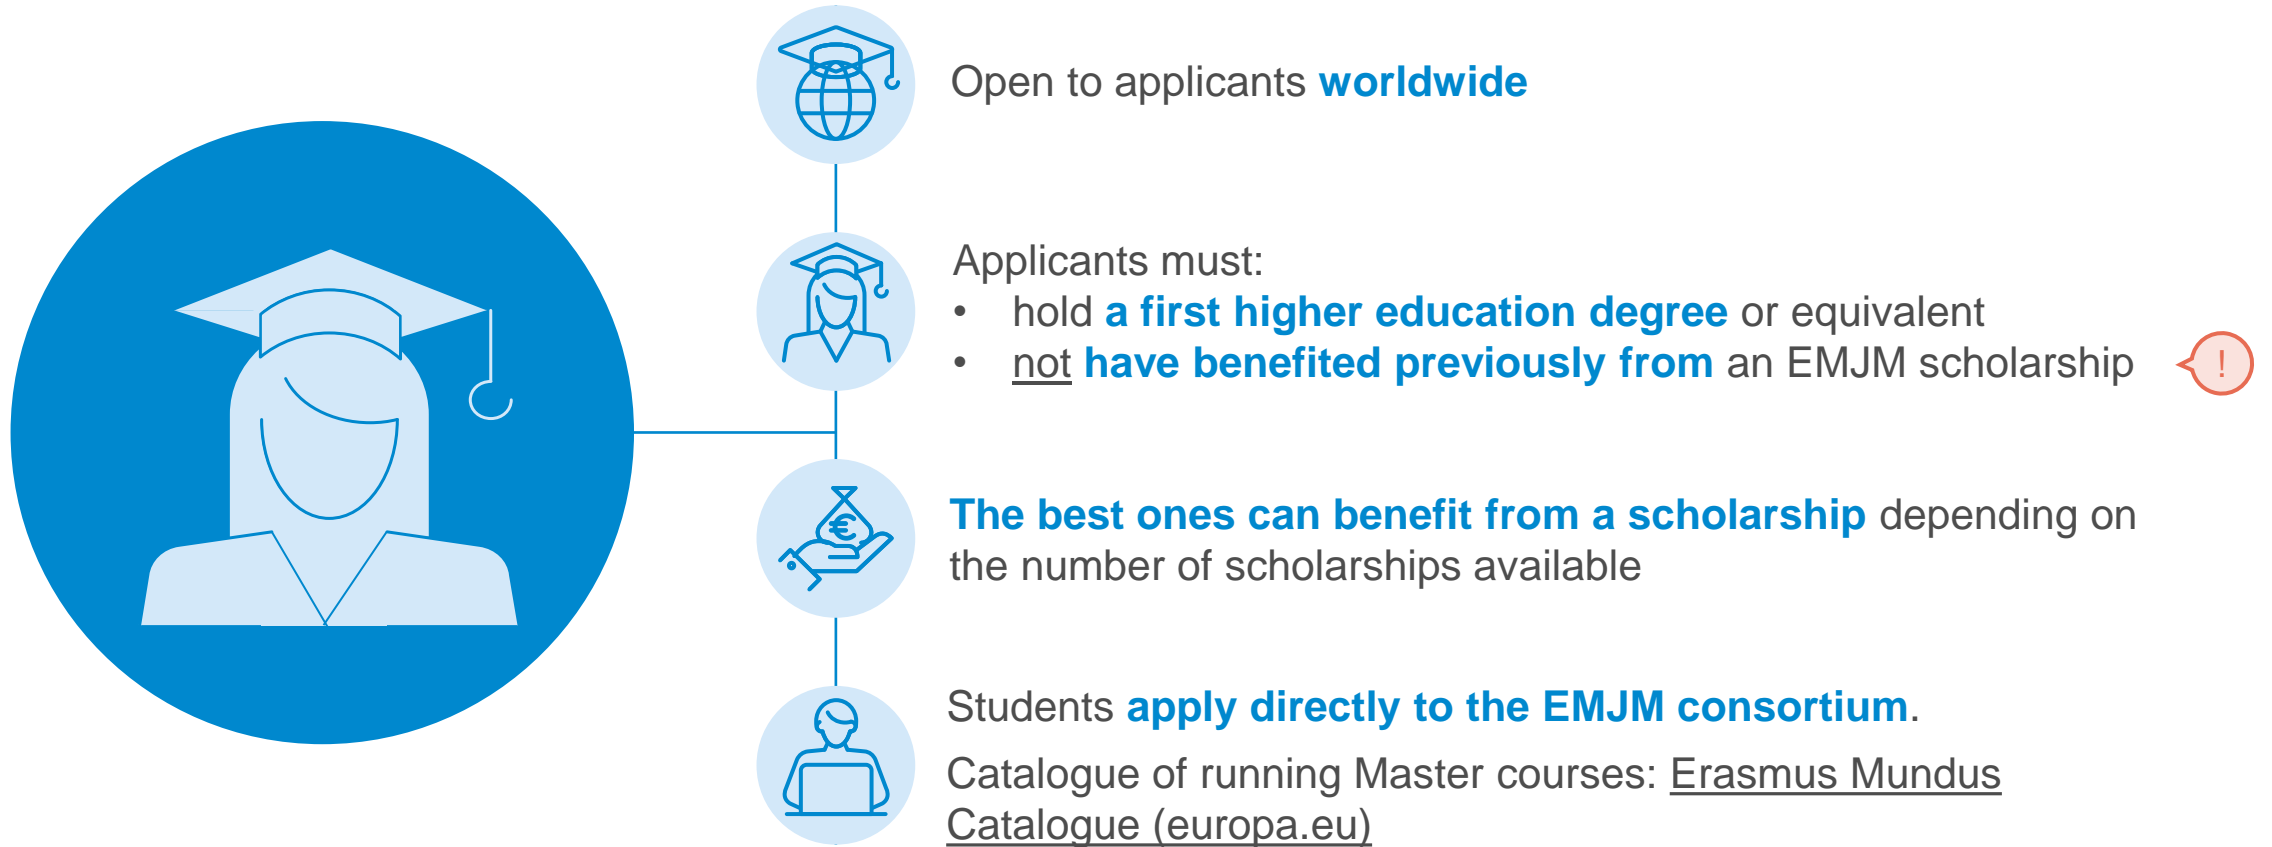 Open to applicants worldwide
Applicants must:
• hold a first higher education degree or equivalent
• not have benefited previously from an EMJM scholarship
!
The best ones can benefit from a scholarship depending on
the number of scholarships available
Students apply directly to the EMJM consortium.
Catalogue of running Master courses: Erasmus Mundus
Catalogue (europa.eu)